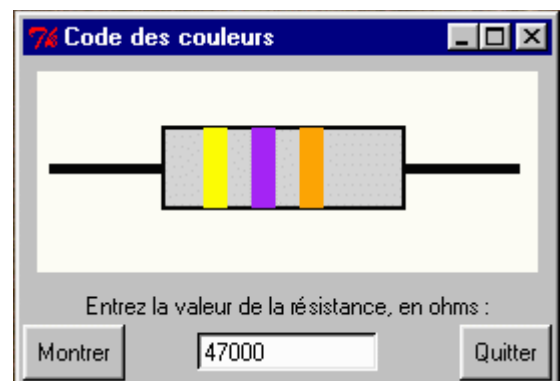 Code des couleurs
Entrez la valeur de la résistance, en ohms :
Montrer 47000 Quitter